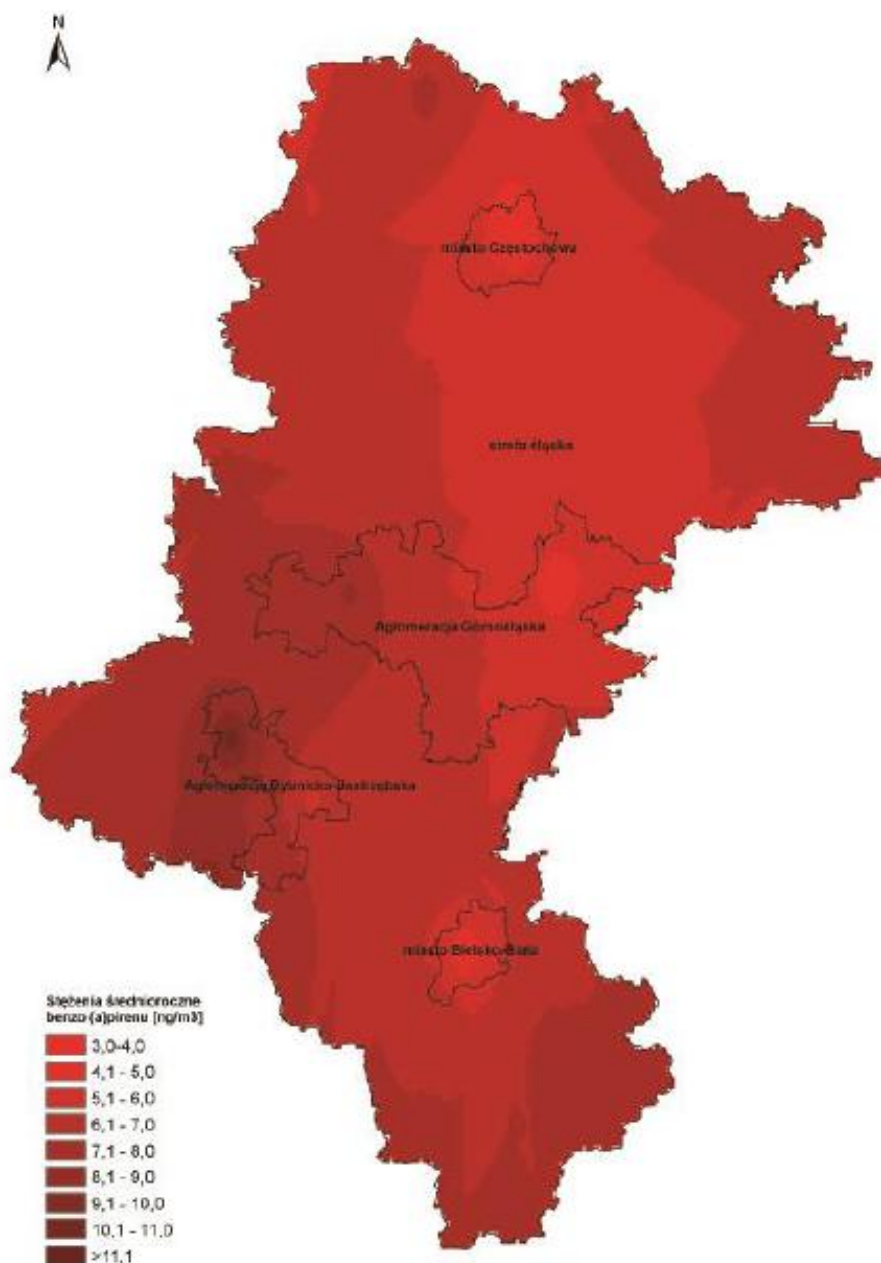 N
miasto Częstochowa
strefa śląska
Aglomeracja Górnośląska
Aglomeracja Rybnicko-Jastrzębska
miasto Bielsko-Biała
Stężenia średnioroczne
benzo-(a)pirenu [ng/m3]
3,0-4,0
4,1 - 5,0
5,1 - 6,0
6,1 - 7,0
7,1 - 8,0
8,1 - 9,0
9,1 - 10,0
10,1 - 11,0
>11,1